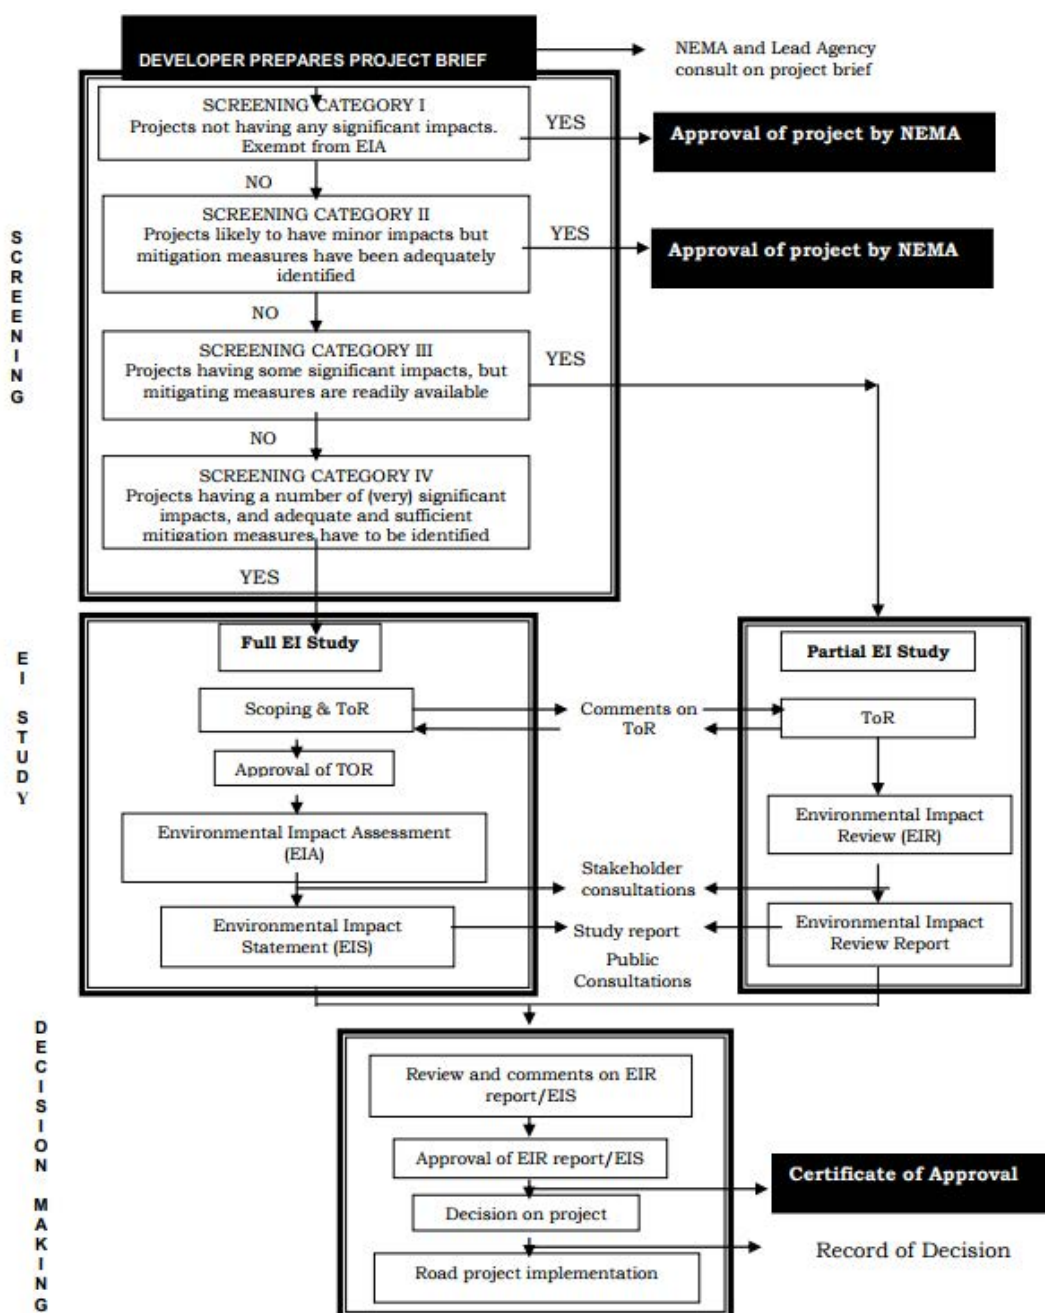 DEVELOPER PREPARES PROJECT BRIEF
NEMA and Lead Agency
consult on project brief
SCREENING
SCREENING CATEGORY I
Projects not having any significant impacts.
Exempt from EIA
YES
Approval of project by NEMA
NO
SCREENING CATEGORY II
Projects likely to have minor impacts but
mitigation measures have been adequately
identified
YES
Approval of project by NEMA
NO
SCREENING CATEGORY III
Projects having some significant impacts, but
mitigating measures are readily available
YES
NO
SCREENING CATEGORY IV
Projects having a number of (very) significant
impacts, and adequate and sufficient
mitigation measures have to be identified
YES
EI STUDY
Full EI Study
Partial EI Study
Scoping & ToR
Comments on
ToR
ToR
Approval of TOR
Environmental Impact Assessment
(EIA)
Environmental Impact
Review (EIR)
Stakeholder
consultations
Environmental Impact
Statement (EIS)
Study report
Public
Consultations
Environmental Impact
Review Report
DECISION MAKING
Review and comments on EIR
report/EIS
Approval of EIR report/EIS
Certificate of Approval
Decision on project
Record of Decision
Road project implementation